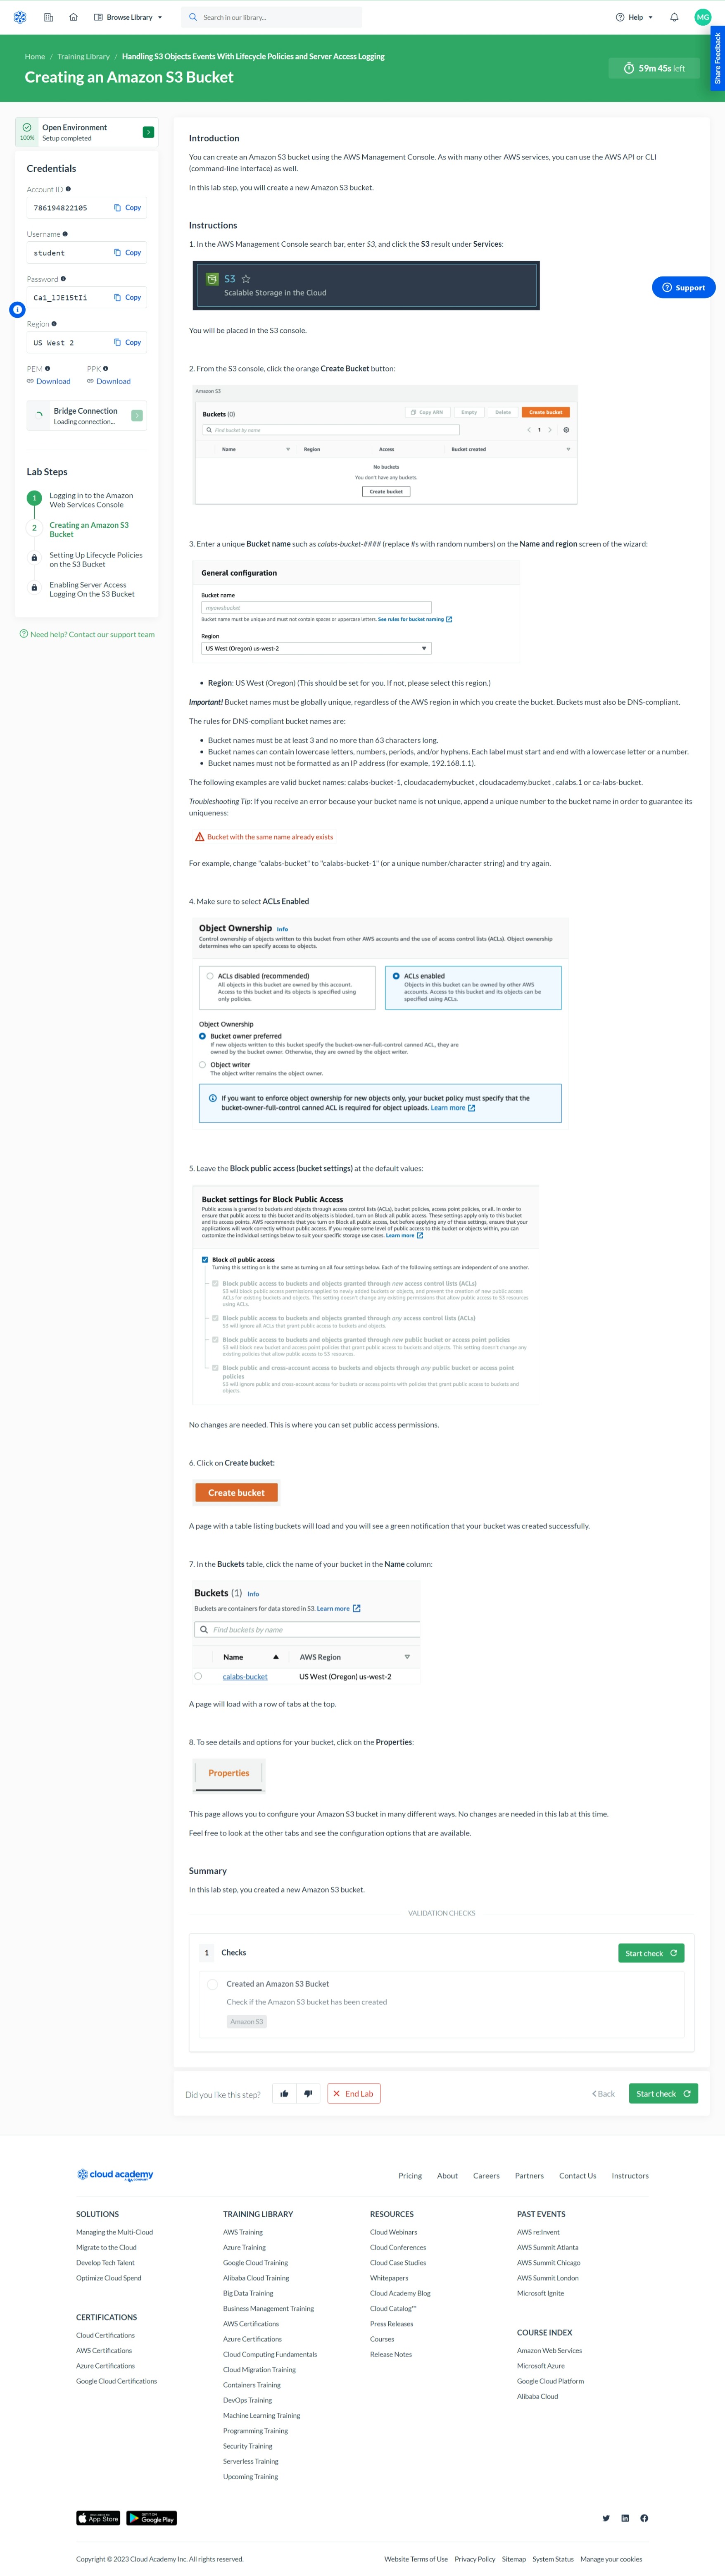 Browse Library
Search in our library...
Help
MG
Share Feedback
Home / Training Library / Handling S3 Objects Events With Lifecycle Policies and Server Access Logging
Creating an Amazon S3 Bucket
59m 45s left
100%
Open Environment
Setup completed
Credentials
Account ID
786194822105
Copy
Username
student
Copy
Password
Ca1_lJE15tIi
Copy
Region
US West 2
Copy
PEM
PPK
Download
Download
Bridge Connection
Loading connection...
Lab Steps
1
Logging in to the Amazon
Web Services Console
2
Creating an Amazon S3
Bucket
Setting Up Lifecycle Policies
on the S3 Bucket
Enabling Server Access
Logging On the S3 Bucket
Need help? Contact our support team
Support
Introduction
You can create an Amazon S3 bucket using the AWS Management Console. As with many other AWS services, you can use the AWS API or CLI
(command-line interface) as well.
In this lab step, you will create a new Amazon S3 bucket.
Instructions
1. In the AWS Management Console search bar, enter S3, and click the S3 result under Services:
S3
Scalable Storage in the Cloud
You will be placed in the S3 console.
2. From the S3 console, click the orange Create Bucket button:
Amazon S3
Buckets (0)
Copy ARN
Empty
Delete
Create bucket
Find bucket by name
1
Name
Region
Access
Bucket created
No buckets
You don't have any buckets.
Create bucket
3. Enter a unique Bucket name such as calabs-bucket-#### (replace #s with random numbers) on the Name and region screen of the wizard:
General configuration
Bucket name
myawsbucket
Bucket name must be unique and must not contain spaces or uppercase letters. See rules for bucket naming
Region
US West (Oregon) us-west-2
• Region: US West (Oregon) (This should be set for you. If not, please select this region.)
Important! Bucket names must be globally unique, regardless of the AWS region in which you create the bucket. Buckets must also be DNS-compliant.
The rules for DNS-compliant bucket names are:
• Bucket names must be at least 3 and no more than 63 characters long.
• Bucket names can contain lowercase letters, numbers, periods, and/or hyphens. Each label must start and end with a lowercase letter or a number.
• Bucket names must not be formatted as an IP address (for example, 192.168.1.1).
The following examples are valid bucket names: calabs-bucket-1, cloudacademybucket , cloudacademy.bucket , calabs.1 or ca-labs-bucket.
Troubleshooting Tip: If you receive an error because your bucket name is not unique, append a unique number to the bucket name in order to guarantee its
uniqueness:
Bucket with the same name already exists
For example, change "calabs-bucket" to "calabs-bucket-1" (or a unique number/character string) and try again.
4. Make sure to select ACLs Enabled
Object Ownership Info
Control ownership of objects written to this bucket from other AWS accounts and the use of access control lists (ACLs). Object ownership
determines who can specify access to objects.
ACLs disabled (recommended)
All objects in this bucket are owned by this account.
Access to this bucket and its objects is specified using
only policies.
ACLs enabled
Objects in this bucket can be owned by other AWS
accounts. Access to this bucket and its objects can be
specified using ACLs.
Object Ownership
Bucket owner preferred
If new objects written to this bucket specify the bucket-owner-full-control canned ACL, they are
owned by the bucket owner. Otherwise, they are owned by the object writer.
Object writer
The object writer remains the object owner.
If you want to enforce object ownership for new objects only, your bucket policy must specify that the
bucket-owner-full-control canned ACL is required for object uploads. Learn more
5. Leave the Block public access (bucket settings) at the default values:
Bucket settings for Block Public Access
Public access is granted to buckets and objects through access control lists (ACLs), bucket policies, access point policies, or all. In order to
ensure that public access to this bucket and its objects is blocked, turn on Block all public access. These settings apply only to this bucket
and its access points. AWS recommends that you turn on Block all public access, but before applying any of these settings, ensure that your
applications will work correctly without public access. If you require some level of public access to this bucket or objects within, you can
customize the individual settings below to suit your specific storage use cases. Learn more
Block all public access
Turning this setting on is the same as turning on all four settings below. Each of the following settings are independent of one another.
Block public access to buckets and objects granted through new access control lists (ACLs)
S3 will block public access permissions applied to newly added buckets or objects, and prevent the creation of new public access
ACLs for existing buckets and objects. This setting doesn't change any existing permissions that allow public access to S3 resources
using ACLs.
Block public access to buckets and objects granted through any access control lists (ACLs)
S3 will ignore all ACLs that grant public access to buckets and objects.
Block public access to buckets and objects granted through new public bucket or access point policies
S3 will block new bucket and access point policies that grant public access to buckets and objects. This setting doesn't change any
existing policies that allow public access to S3 resources.
Block public and cross-account access to buckets and objects through any public bucket or access point
policies
S3 will ignore public and cross-account access for buckets or access points with policies that grant public access to buckets and
objects.
No changes are needed. This is where you can set public access permissions.
6. Click on Create bucket:
Create bucket
A page with a table listing buckets will load and you will see a green notification that your bucket was created successfully.
7. In the Buckets table, click the name of your bucket in the Name column:
Buckets (1) Info
Buckets are containers for data stored in S3. Learn more
Find buckets by name
Name
AWS Region
calabs-bucket
US West (Oregon) us-west-2
A page will load with a row of tabs at the top.
8. To see details and options for your bucket, click on the Properties:
Properties
This page allows you to configure your Amazon S3 bucket in many different ways. No changes are needed in this lab at this time.
Feel free to look at the other tabs and see the configuration options that are available.
Summary
In this lab step, you created a new Amazon S3 bucket.
VALIDATION CHECKS
1
Checks
Start check
Created an Amazon S3 Bucket
Check if the Amazon S3 bucket has been created
Amazon S3
Did you like this step?
End Lab
Back
Start check
cloud academy
Pricing
About
Careers
Partners
Contact Us
Instructors
SOLUTIONS
Managing the Multi-Cloud
Migrate to the Cloud
Develop Tech Talent
Optimize Cloud Spend
CERTIFICATIONS
Cloud Certifications
AWS Certifications
Azure Certifications
Google Cloud Certifications
TRAINING LIBRARY
AWS Training
Azure Training
Google Cloud Training
Alibaba Cloud Training
Big Data Training
Business Management Training
AWS Certifications
Azure Certifications
Cloud Computing Fundamentals
Cloud Migration Training
Containers Training
DevOps Training
Machine Learning Training
Programming Training
Security Training
Serverless Training
Upcoming Training
RESOURCES
Cloud Webinars
Cloud Conferences
Cloud Case Studies
Whitepapers
Cloud Academy Blog
Cloud Catalog™
Press Releases
Courses
Release Notes
PAST EVENTS
AWS re:Invent
AWS Summit Atlanta
AWS Summit Chicago
AWS Summit London
Microsoft Ignite
COURSE INDEX
Amazon Web Services
Microsoft Azure
Google Cloud Platform
Alibaba Cloud
App Store
GET IT ON
Google Play
Copyright © 2023 Cloud Academy Inc. All rights reserved.
Website Terms of Use
Privacy Policy
Sitemap
System Status
Manage your cookies